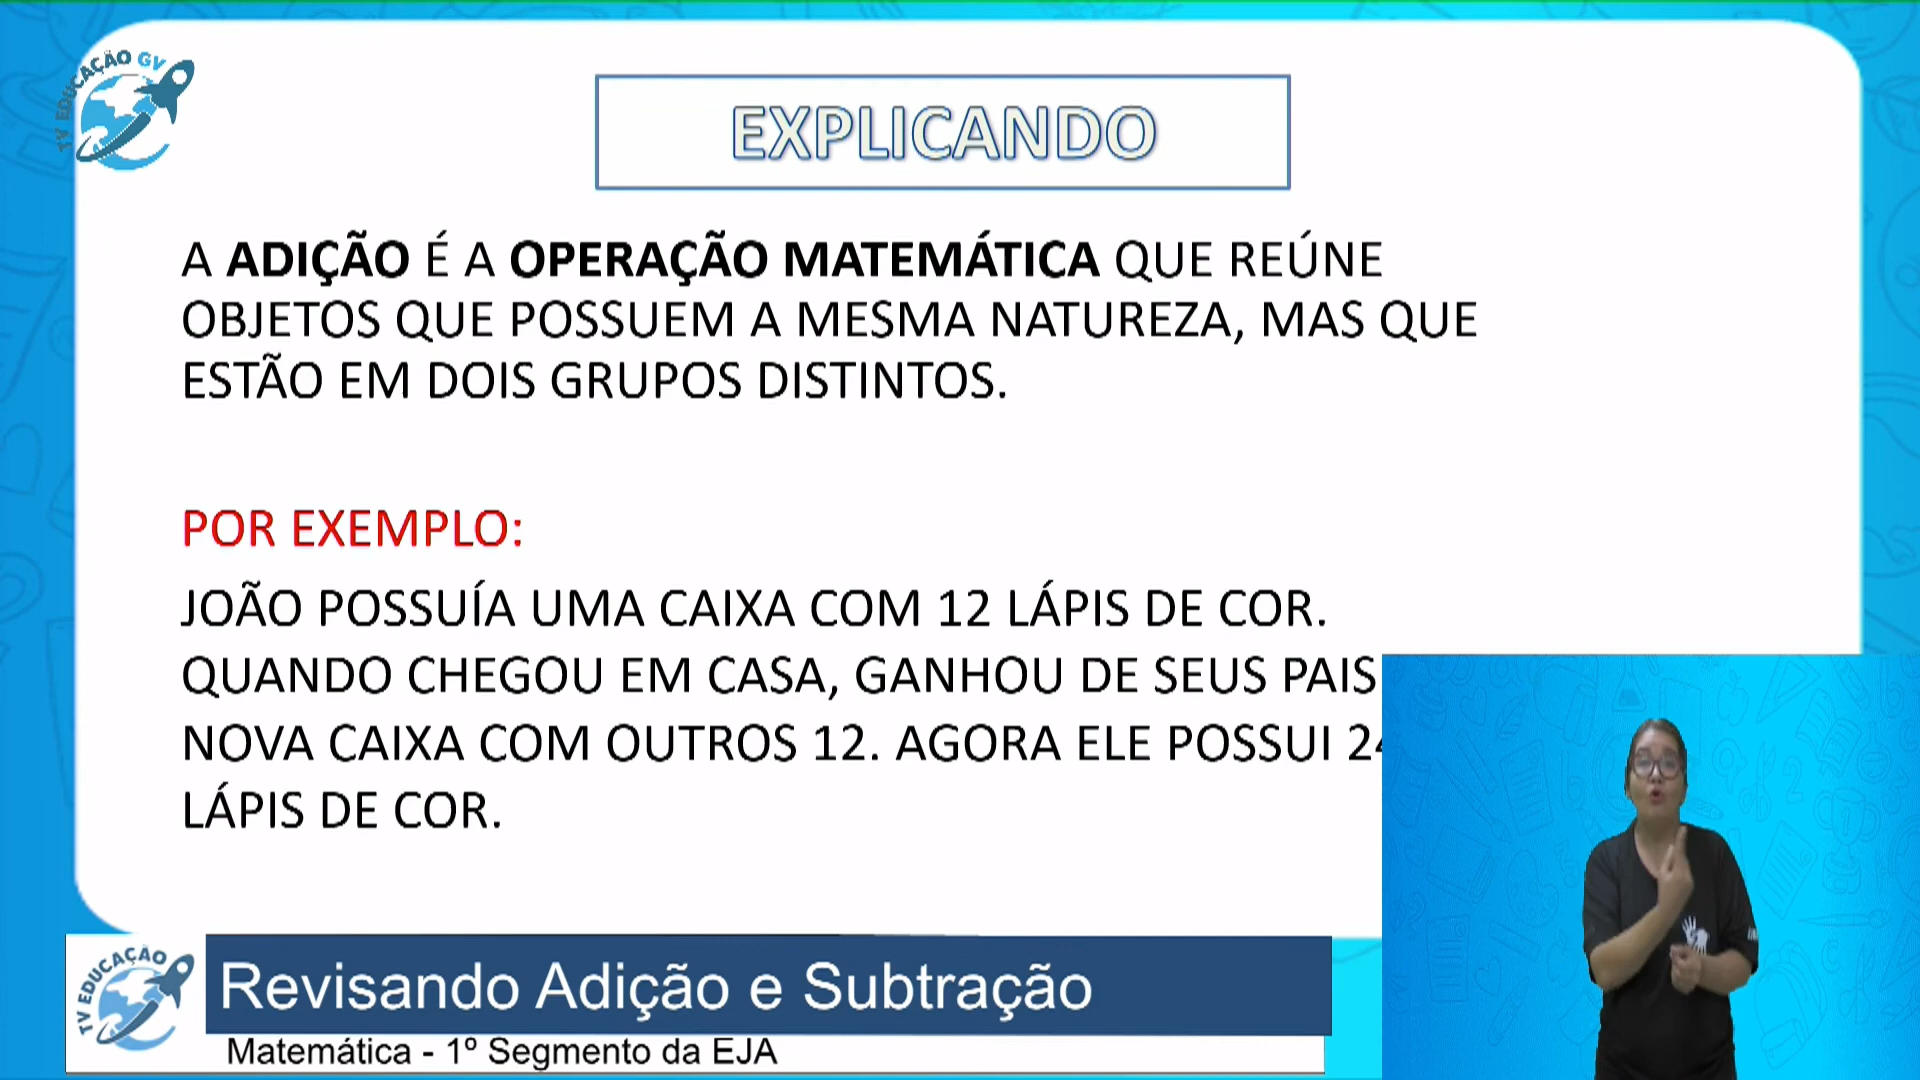 TV EDUCAÇÃO GV
EXPLICANDO
A ADIÇÃO É A OPERAÇÃO MATEMÁTICA QUE REÚNE
OBJETOS QUE POSSUEM A MESMA NATUREZA, MAS QUE
ESTÃO EM DOIS GRUPOS DISTINTOS.
POR EXEMPLO:
JOÃO POSSUÍA UMA CAIXA COM 12 LÁPIS DE COR.
QUANDO CHEGOU EM CASA, GANHOU DE SEUS PAIS
NOVA CAIXA COM OUTROS 12. AGORA ELE POSSUI 24
LÁPIS DE COR.
TV EDUCAÇÃO
Revisando Adição e Subtração
Matemática - 1º Segmento da EJA